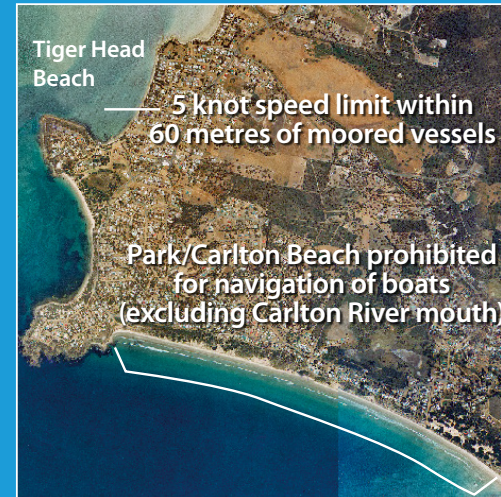 Tiger Head
Beach
5 knot speed limit within
60 metres of moored vessels
Park/Carlton Beach prohibited
for navigation of boats
(excluding Carlton River mouth)